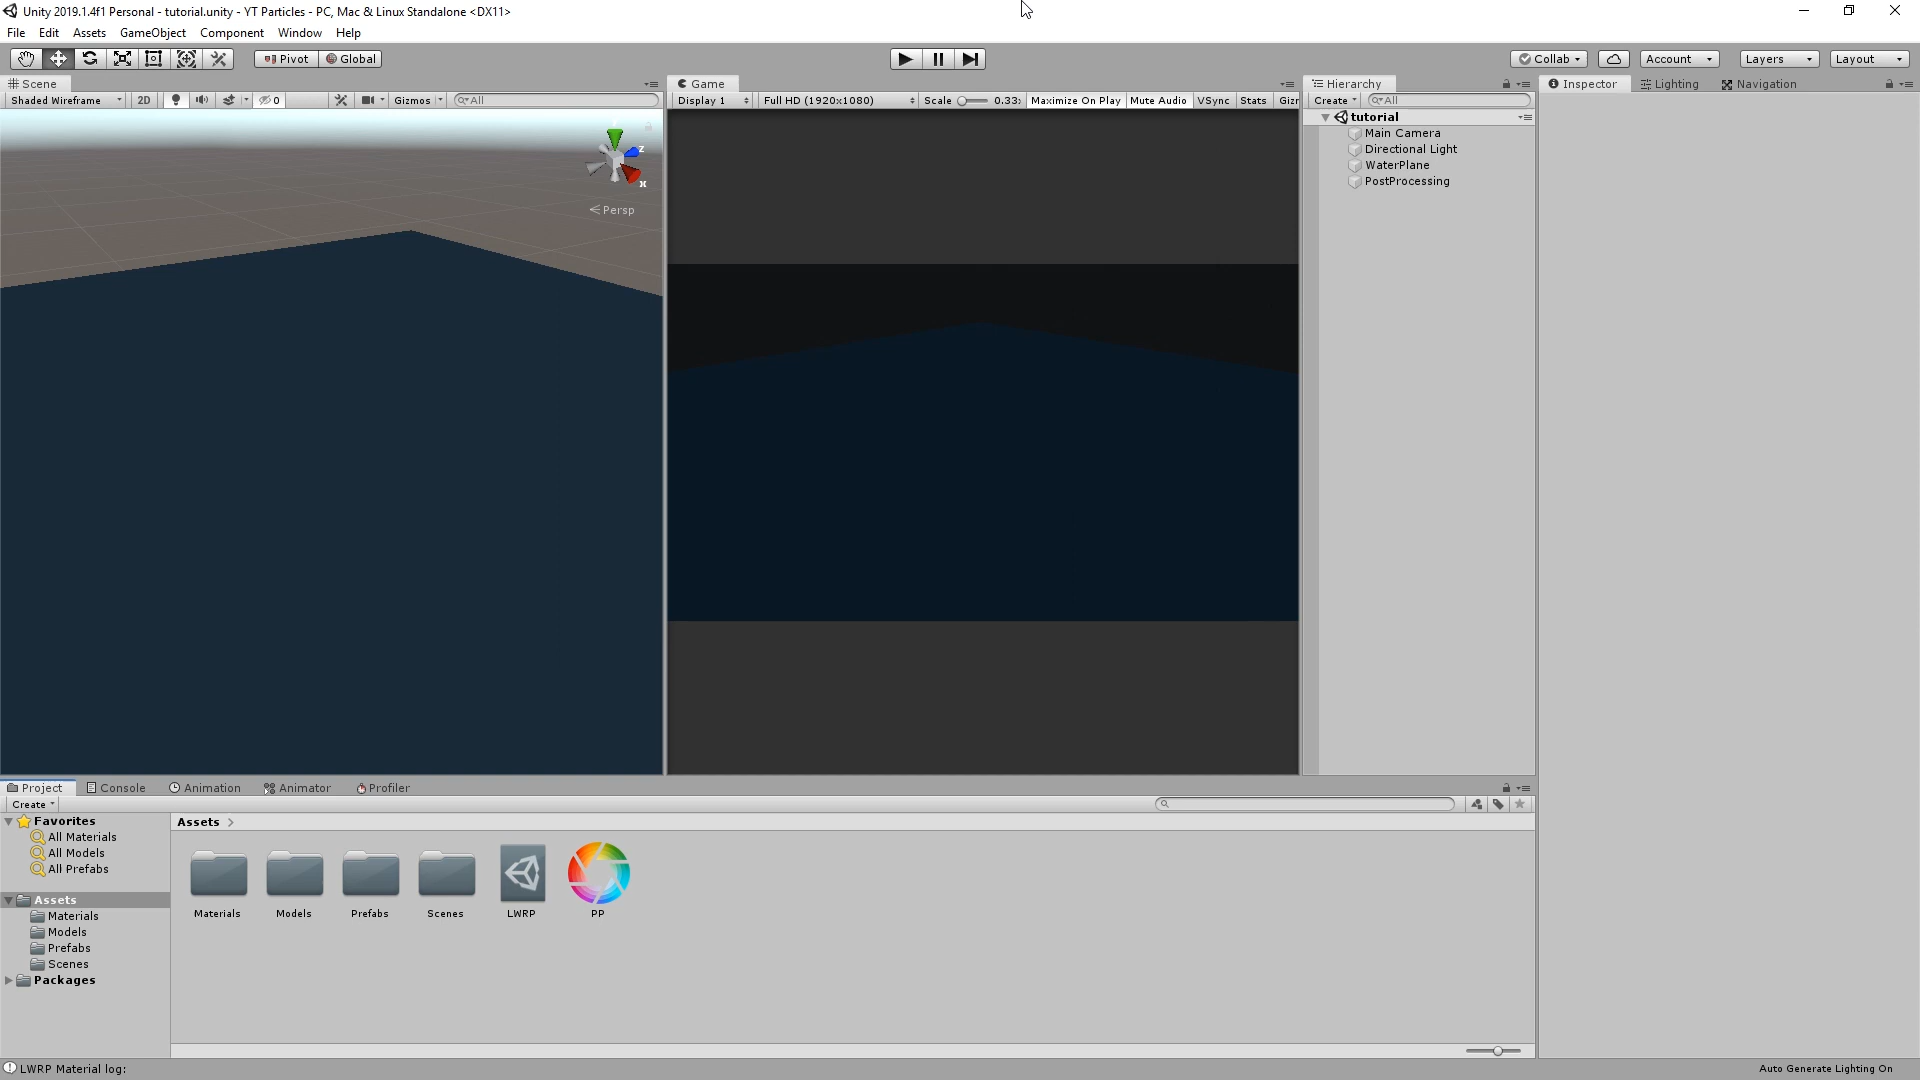 Unity 2019.1.4f1 Personal - tutorial.unity - YT Particles - PC, Mac & Linux Standalone <DX11>
File Edit Assets GameObject Component Window Help
Pivot Global Collab Account Layers Layout
Scene
Shaded Wireframe 2D 0 Gizmos All
z
x
Persp
Game
Display 1 Full HD (1920x1080) Scale 0.33 Maximize On Play Mute Audio VSync Stats Giz
Hierarchy
Create All
tutorial
Main Camera
Directional Light
WaterPlane
PostProcessing
Inspector Lighting Navigation
Project Console Animation Animator Profiler
Create
Favorites
All Materials
All Models
All Prefabs
Assets
Materials
Models
Prefabs
Scenes
Packages
Assets
Materials Models Prefabs Scenes LWRP PP
LWRP Material log:
Auto Generate Lighting On